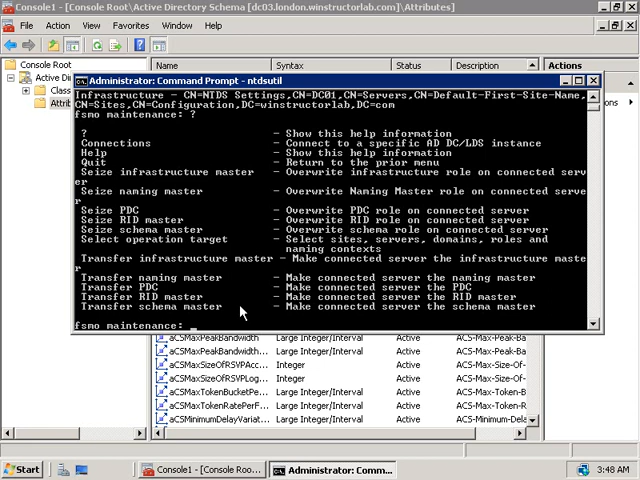 Console1 - [Console Root\Active Directory Schema [dc03.london.winstructorlab.com]\Attributes]
File Action View Favorites Window Help
Console Root
Active Di
Class
Attrib
Name Syntax Status Description
Actions
Administrator: Command Prompt - ntdsutil
Infrastructure - CN=NTDS Settings,CN=DC01,CN=Servers,CN=Default-First-Site-Name,
CN=Sites,CN=Configuration,DC=winstructorlab,DC=com
fsmo maintenance: ?
? - Show this help information
Connections - Connect to a specific AD DC/LDS instance
Help - Show this help information
Quit - Return to the prior menu
Seize infrastructure master - Overwrite infrastructure role on connected serv
er
Seize naming master - Overwrite Naming Master role on connected serve
r
Seize PDC - Overwrite PDC role on connected server
Seize RID master - Overwrite RID role on connected server
Seize schema master - Overwrite schema role on connected server
Select operation target - Select sites, servers, domains, roles and
naming contexts
Transfer infrastructure master - Make connected server the infrastructure maste
r
Transfer naming master - Make connected server the naming master
Transfer PDC - Make connected server the PDC
Transfer RID master - Make connected server the RID master
Transfer schema master - Make connected server the schema master
fsmo maintenance: _
aCSMaxPeakBandwidth Large Integer/Interval Active ACS-Max-Peak-Ba
aCSMaxPeakBandwidth... Large Integer/Interval Active ACS-Max-Peak-Ba
aCSMaxSizeOfRSVPAcc... Integer Active ACS-Max-Size-Of-
aCSMaxSizeOfRSVPLog... Integer Active ACS-Max-Size-Of-
aCSMaxTokenBucketPe... Large Integer/Interval Active ACS-Max-Token-B
aCSMaxTokenRatePerF... Large Integer/Interval Active ACS-Max-Token-R
aCSMinimumDelayVariat... Large Integer/Interval Active ACS-Minimum-Del
Start
Console1 - [Console Roo...
Administrator: Comm...
3:48 AM